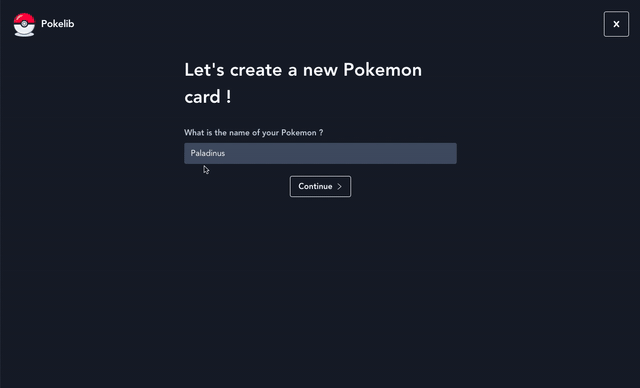 Pokelib
Let's create a new Pokemon
card !
What is the name of your Pokemon ?
Paladinus
Continue